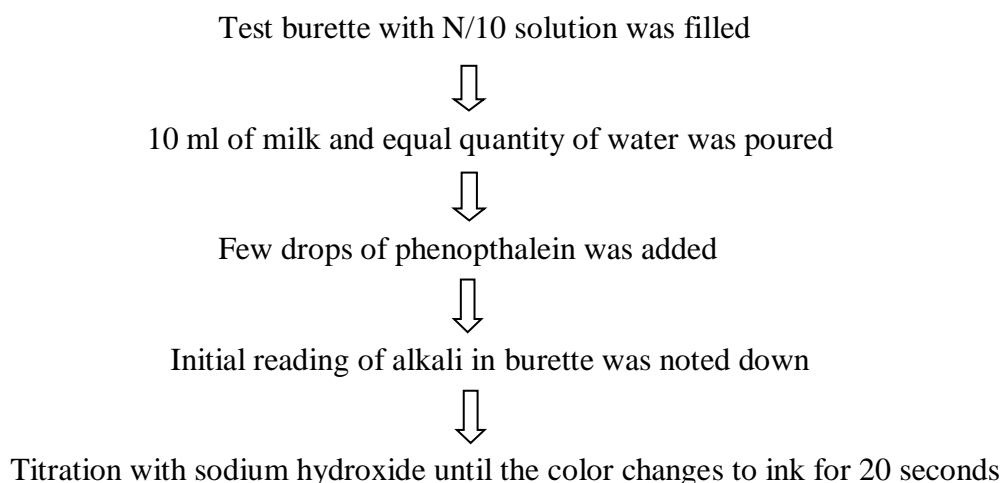 Test burette with N/10 solution was filled
10 ml of milk and equal quantity of water was poured
Few drops of phenopthalein was added
Initial reading of alkali in burette was noted down
Titration with sodium hydroxide until the color changes to ink for 20 seconds